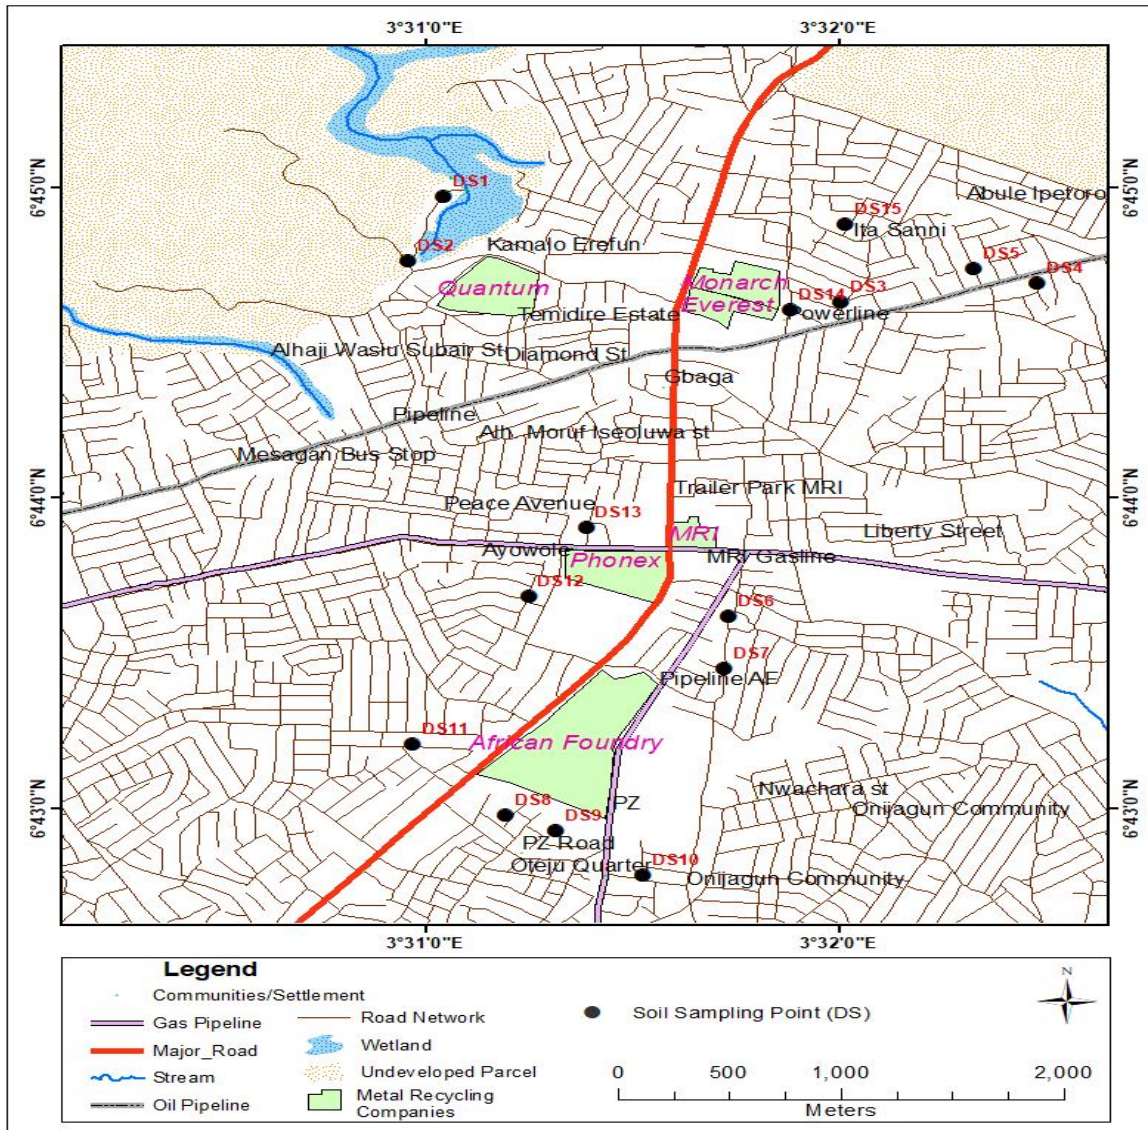 3°31'0"E
3°32'0"E
6°45'0"N
6°45'0"N
DS1
Abule Ipetoro
DS15
Ita Sanni
DS2
Kamalo Erefun
DS5
DS4
Quantum
Monarch
DS3
DS14
Everest
Temidire Estate
Powerline
Alhaji Wasiu Subair St
Diamond St
Gbaga
Pipeline
Alh. Moruf Iseoluwa st
Mesagan Bus Stop
6°44'0"N
6°44'0"N
Trailer Park MRI
Peace Avenue
DS13
MRI
Liberty Street
Ayowole
Phonex
MRI Gasline
DS12
DS6
DS7
Pipeline AF
DS11
African Foundry
Nwachara st
6°43'0"N
6°43'0"N
DS8
PZ
Onijagun Community
DS9
PZ Road
Oteju Quarter
DS10
Onijagun Community
3°31'0"E
3°32'0"E
Legend
Communities/Settlement
Gas Pipeline
Major_Road
Stream
Oil Pipeline
Road Network
Wetland
Undeveloped Parcel
Metal Recycling
Companies
Soil Sampling Point (DS)
N
0 500 1,000 2,000
Meters